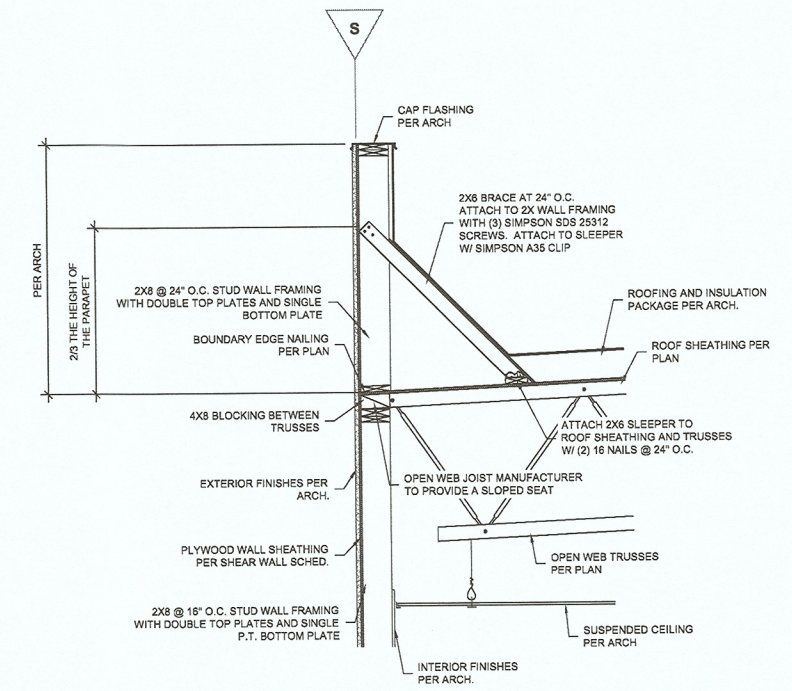 S
CAP FLASHING
PER ARCH
2X6 BRACE AT 24" O.C.
ATTACH TO 2X WALL FRAMING
WITH (3) SIMPSON SDS 25312
SCREWS. ATTACH TO SLEEPER
W/ SIMPSON A35 CLIP
PER ARCH
2/3 THE HEIGHT OF
THE PARAPET
2X8 @ 24" O.C. STUD WALL FRAMING
WITH DOUBLE TOP PLATES AND SINGLE
BOTTOM PLATE
ROOFING AND INSULATION
PACKAGE PER ARCH.
BOUNDARY EDGE NAILING
PER PLAN
ROOF SHEATHING PER
PLAN
4X8 BLOCKING BETWEEN
TRUSSES
ATTACH 2X6 SLEEPER TO
ROOF SHEATHING AND TRUSSES
W/ (2) 16 NAILS @ 24" O.C.
EXTERIOR FINISHES PER
ARCH.
OPEN WEB JOIST MANUFACTURER
TO PROVIDE A SLOPED SEAT
PLYWOOD WALL SHEATHING
PER SHEAR WALL SCHED.
OPEN WEB TRUSSES
PER PLAN
2X8 @ 16" O.C. STUD WALL FRAMING
WITH DOUBLE TOP PLATES AND SINGLE
P.T. BOTTOM PLATE
SUSPENDED CEILING
PER ARCH
INTERIOR FINISHES
PER ARCH.